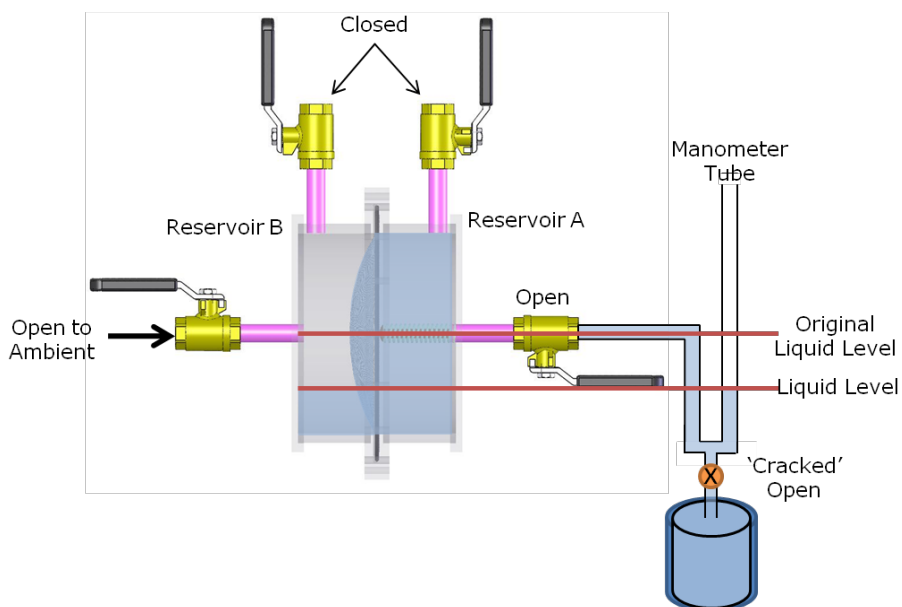 Closed
Manometer
Tube
Reservoir B
Reservoir A
Open
Open to
Ambient
Original
Liquid Level
Liquid Level
‘Cracked’
Open
X